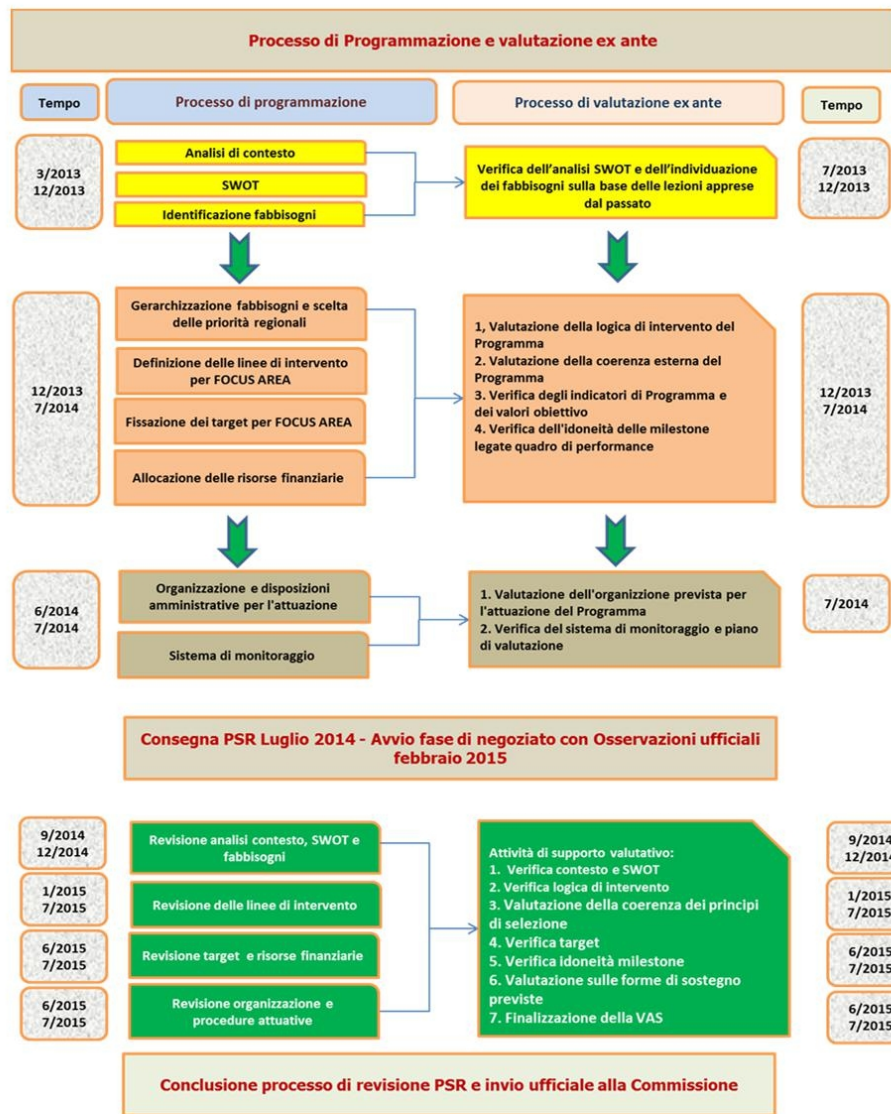 Processo di Programmazione e valutazione ex ante
Tempo
Processo di programmazione
Processo di valutazione ex ante
Tempo
3/2013
12/2013
Analisi di contesto
SWOT
Identificazione fabbisogni
Verifica dell'analisi SWOT e dell'individuazione
dei fabbisogni sulla base delle lezioni apprese
dal passato
7/2013
12/2013
12/2013
7/2014
Gerarchizzazione fabbisogni e scelta
delle priorità regionali
Definizione delle linee di intervento
per FOCUS AREA
Fissazione dei target per FOCUS AREA
Allocazione delle risorse finanziarie
1, Valutazione della logica di intervento del
Programma
2. Valutazione della coerenza esterna del
Programma
3. Verifica degli indicatori di Programma e
dei valori obiettivo
4. Verifica dell'idoneità delle milestone
legate quadro di performance
12/2013
7/2014
6/2014
7/2014
Organizzazione e disposizioni
amministrative per l'attuazione
Sistema di monitoraggio
1. Valutazione dell'organizzione prevista per
l'attuazione del Programma
2. Verifica del sistema di monitoraggio e piano
di valutazione
7/2014
Consegna PSR Luglio 2014 - Avvio fase di negoziato con Osservazioni ufficiali
febbraio 2015
9/2014
12/2014
1/2015
7/2015
6/2015
7/2015
6/2015
7/2015
Revisione analisi contesto, SWOT e
fabbisogni
Revisione delle linee di intervento
Revisione target e risorse finanziarie
Revisione organizzazione e
procedure attuative
Attività di supporto valutativo:
1. Verifica contesto e SWOT
2. Verifica logica di intervento
3. Valutazione della coerenza dei principi
di selezione
4. Verifica target
5. Verifica idoneità milestone
6. Valutazione sulle forme di sostegno
previste
7. Finalizzazione della VAS
9/2014
12/2014
1/2015
7/2015
6/2015
7/2015
6/2015
7/2015
Conclusione processo di revisione PSR e invio ufficiale alla Commissione